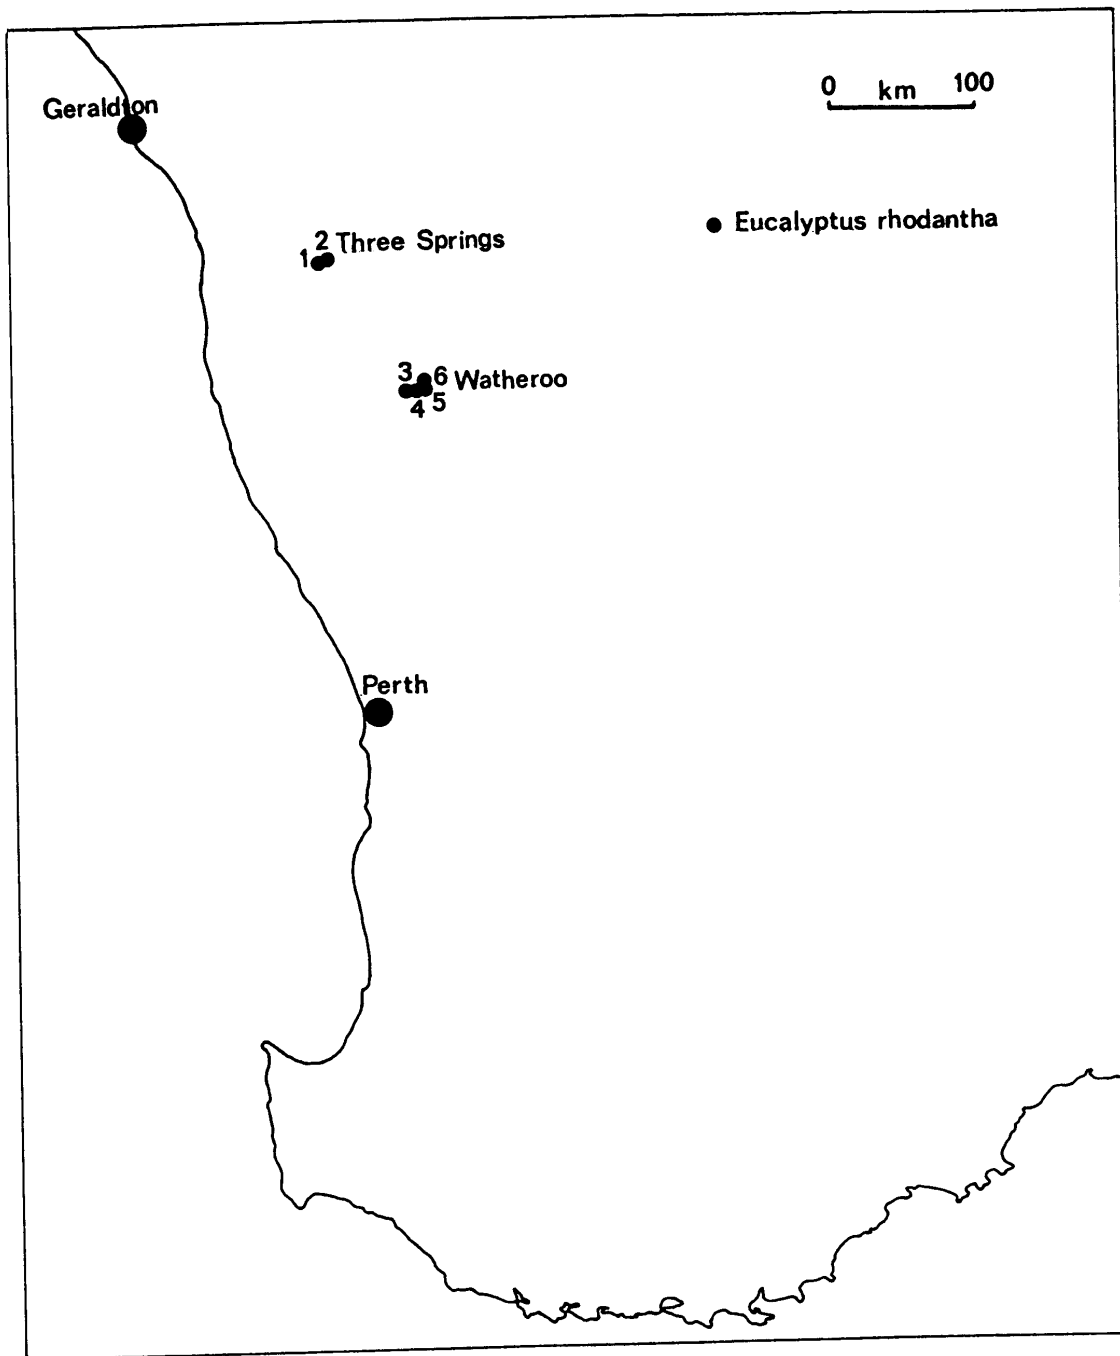 Geraldton
0 km 100
Eucalyptus rhodantha
2 Three Springs
1
3
6 Watheroo
4 5
Perth